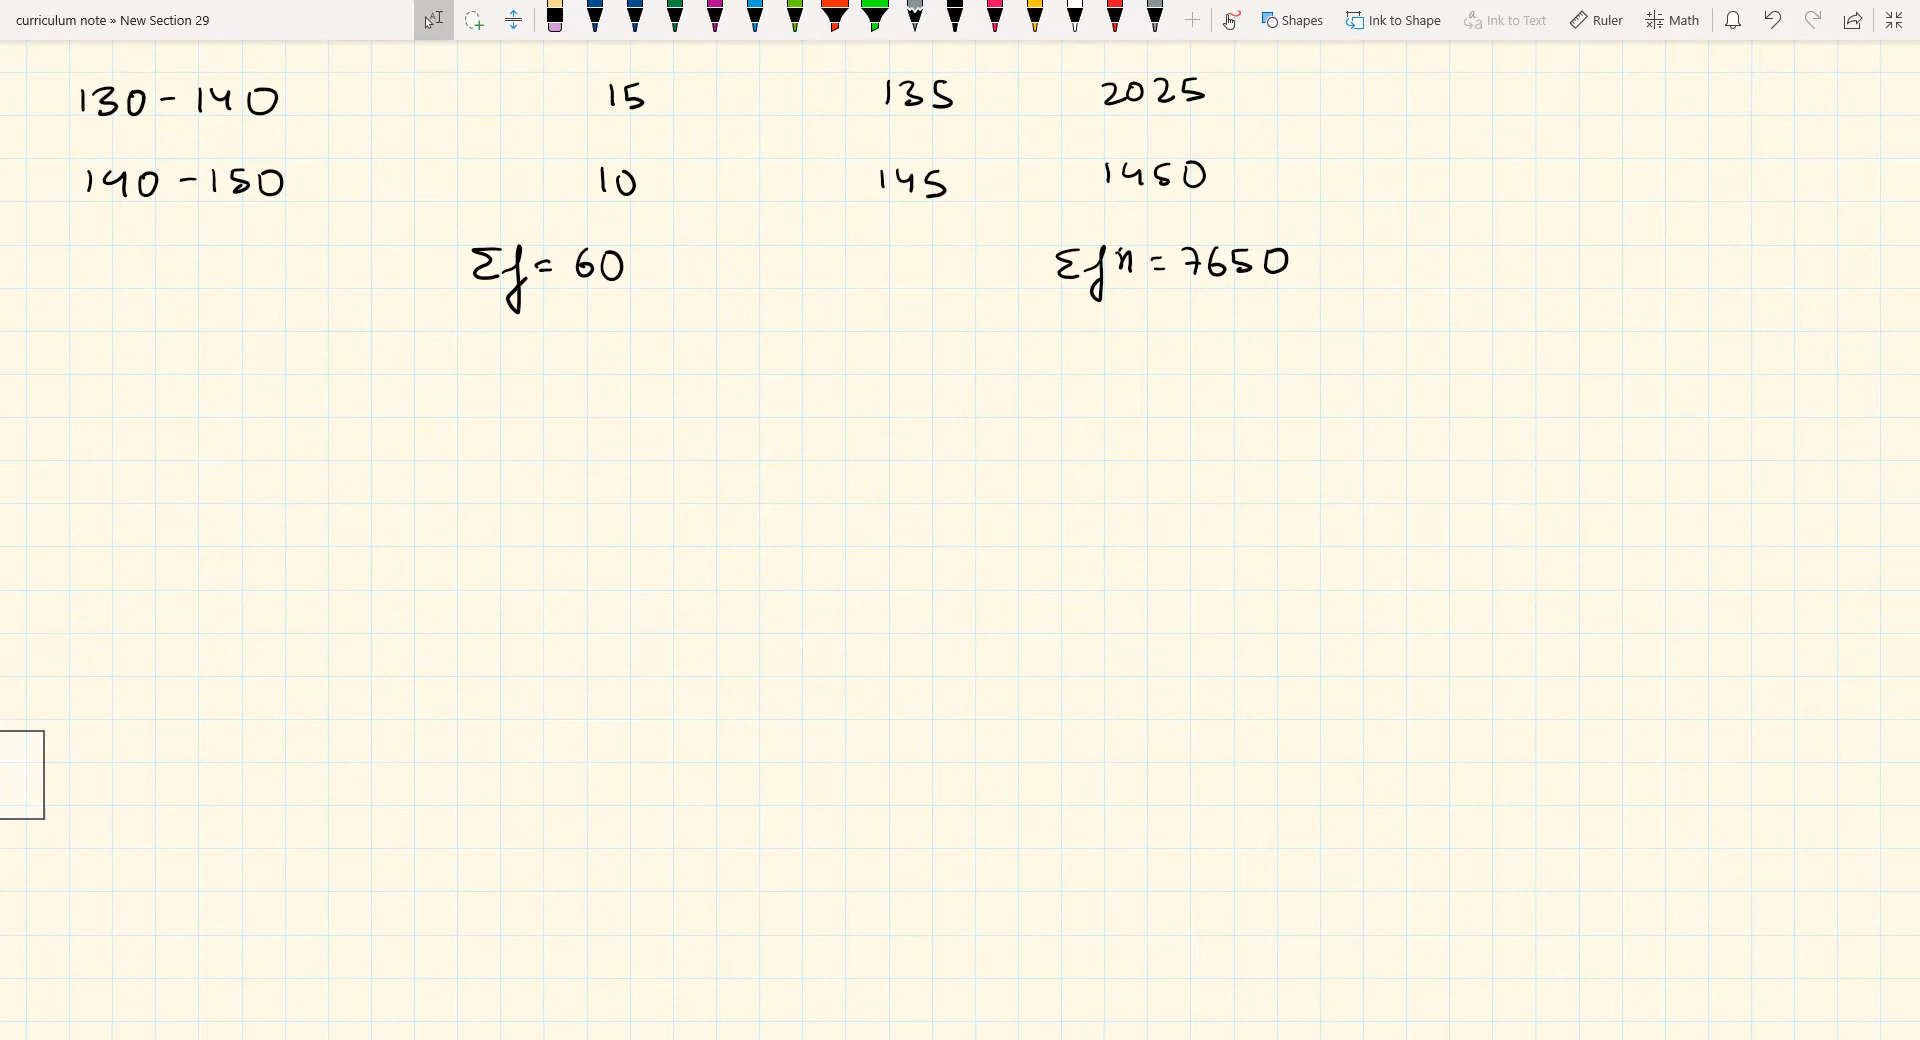 curriculum note » New Section 29
Shapes Ink to Shape Ink to Text Ruler Math
130 - 140 15 135 2025
140 - 150 10 145 1450
Σf = 60 Σfx = 7650